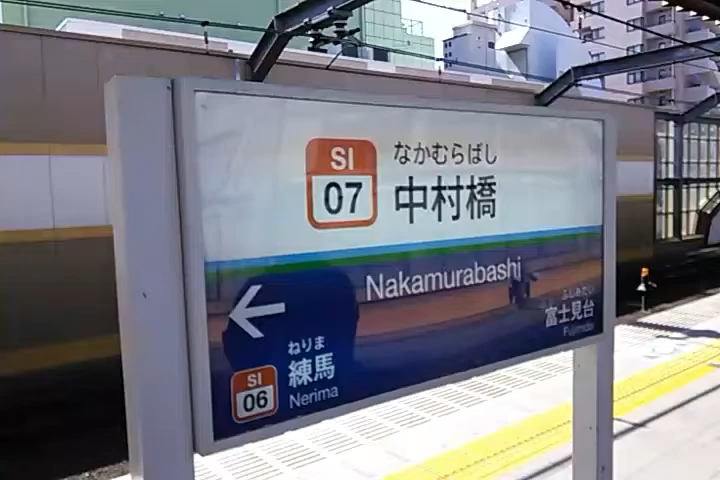 SI
07
なかむらばし
中村橋
Nakamurabashi
ねりま
練馬
Nerima
SI
06
ふじみだい
富士見台
Fujimidai